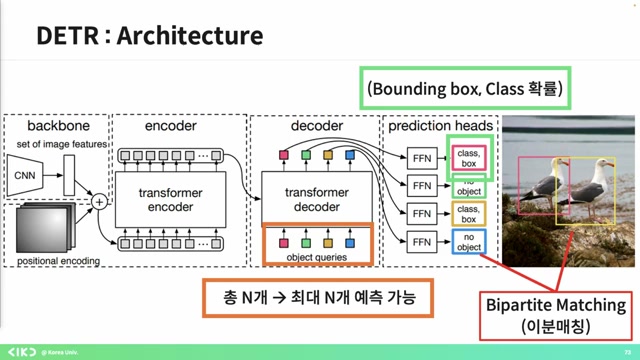 DETR : Architecture
(Bounding box, Class 확률)
backbone
set of image features
CNN
positional encoding
encoder
transformer
encoder
decoder
transformer
decoder
object queries
prediction heads
FFN
class,
box
FFN
no
object
FFN
class,
box
FFN
no
object
총 N개 → 최대 N개 예측 가능
Bipartite Matching
(이분매칭)
@ Korea Univ.